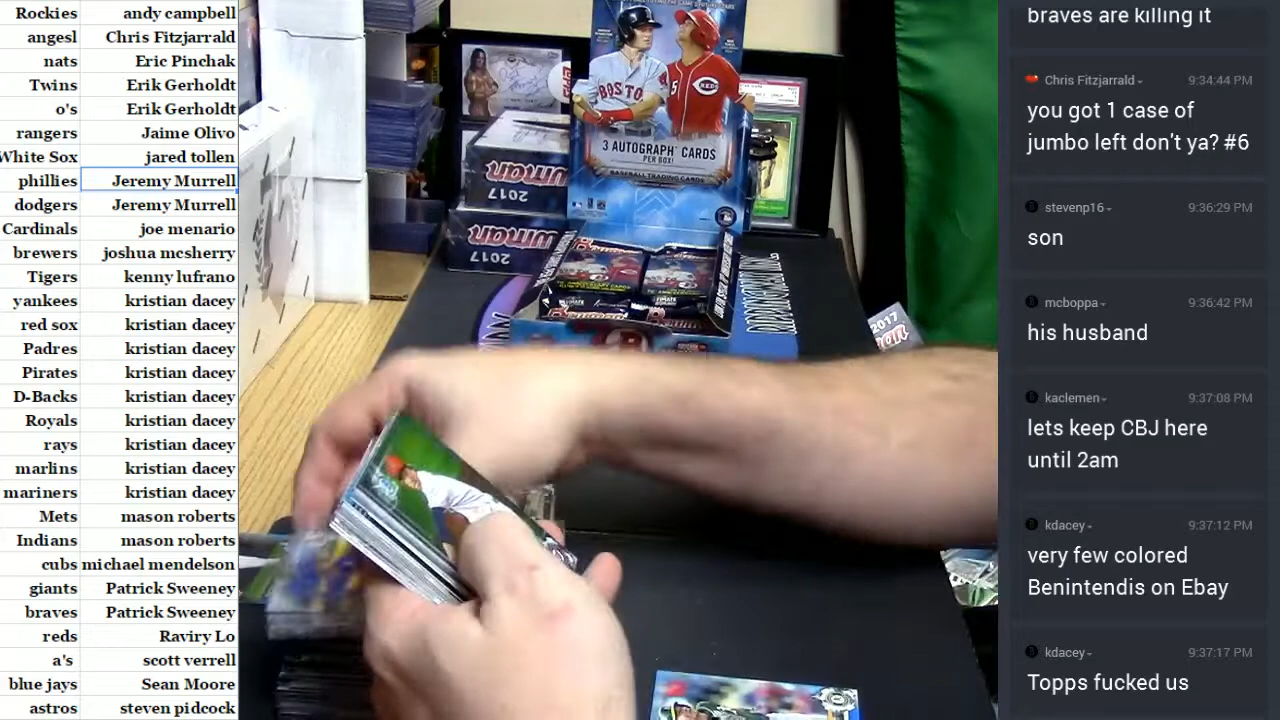 Rockies andy campbell
angesl Chris Fitzjarrald
nats Eric Pinchak
Twins Erik Gerholdt
o's Erik Gerholdt
rangers Jaime Olivo
White Sox jared tollen
phillies Jeremy Murrell
dodgers Jeremy Murrell
Cardinals joe menario
brewers joshua mcsherry
Tigers kenny lufrano
yankees kristian dacey
red sox kristian dacey
Padres kristian dacey
Pirates kristian dacey
D-Backs kristian dacey
Royals kristian dacey
rays kristian dacey
marlins kristian dacey
mariners kristian dacey
Mets mason roberts
Indians mason roberts
cubs michael mendelson
giants Patrick Sweeney
braves Patrick Sweeney
reds Raviry Lo
a's scott verrell
blue jays Sean Moore
astros steven pidcock
BOSTON
REDS
3 AUTOGRAPH CARDS
PER BOX!
BASEBALL TRADING CARDS
2017
2017
2017
braves are killing it
Chris Fitzjarrald 9:34:44 PM
you got 1 case of
jumbo left don't ya? #6
stevenp16 9:36:29 PM
son
mcboppa 9:36:42 PM
his husband
kaclemen 9:37:08 PM
lets keep CBJ here
until 2am
kdacey 9:37:12 PM
very few colored
Benintendis on Ebay
kdacey 9:37:17 PM
Topps fucked us